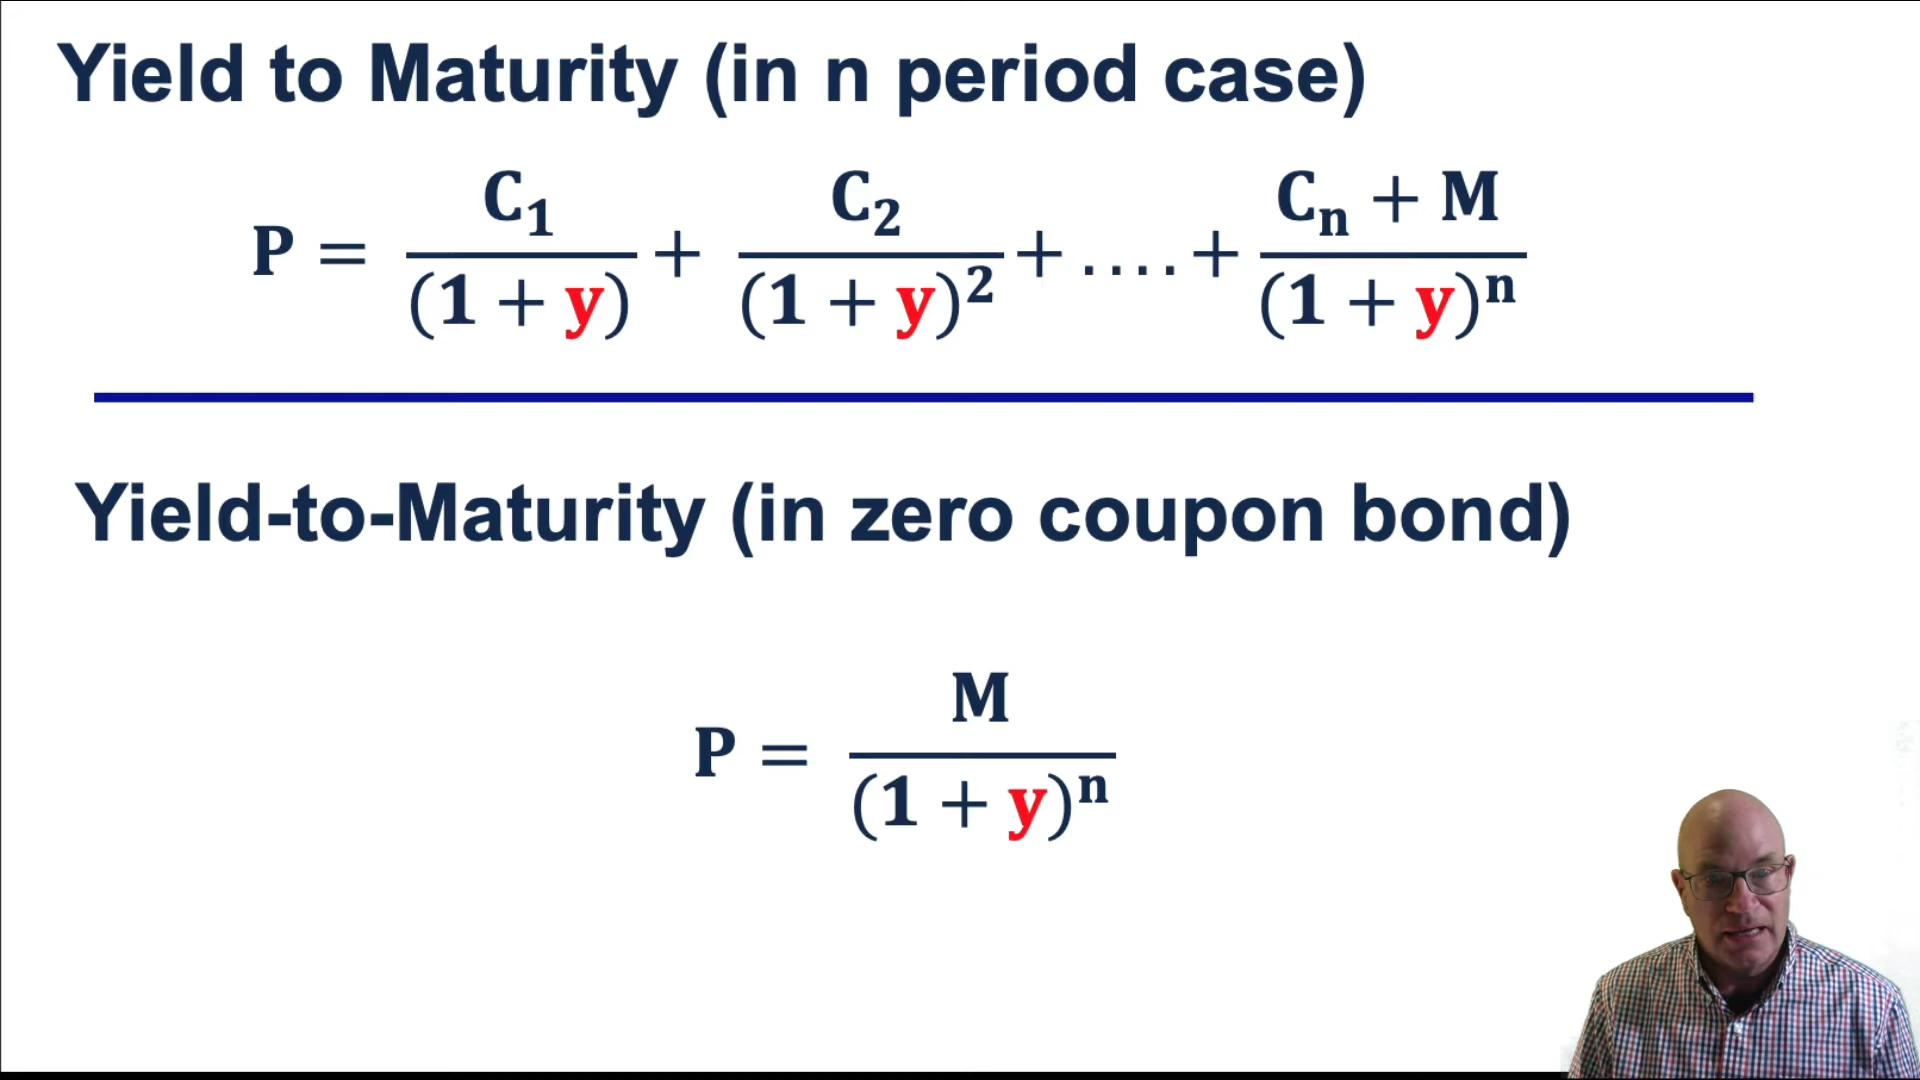 Yield to Maturity (in n period case)
P = C₁/(1 + y) + C₂/(1 + y)² + .... + (Cₙ + M)/(1 + y)ⁿ
Yield-to-Maturity (in zero coupon bond)
P = M/(1 + y)ⁿ